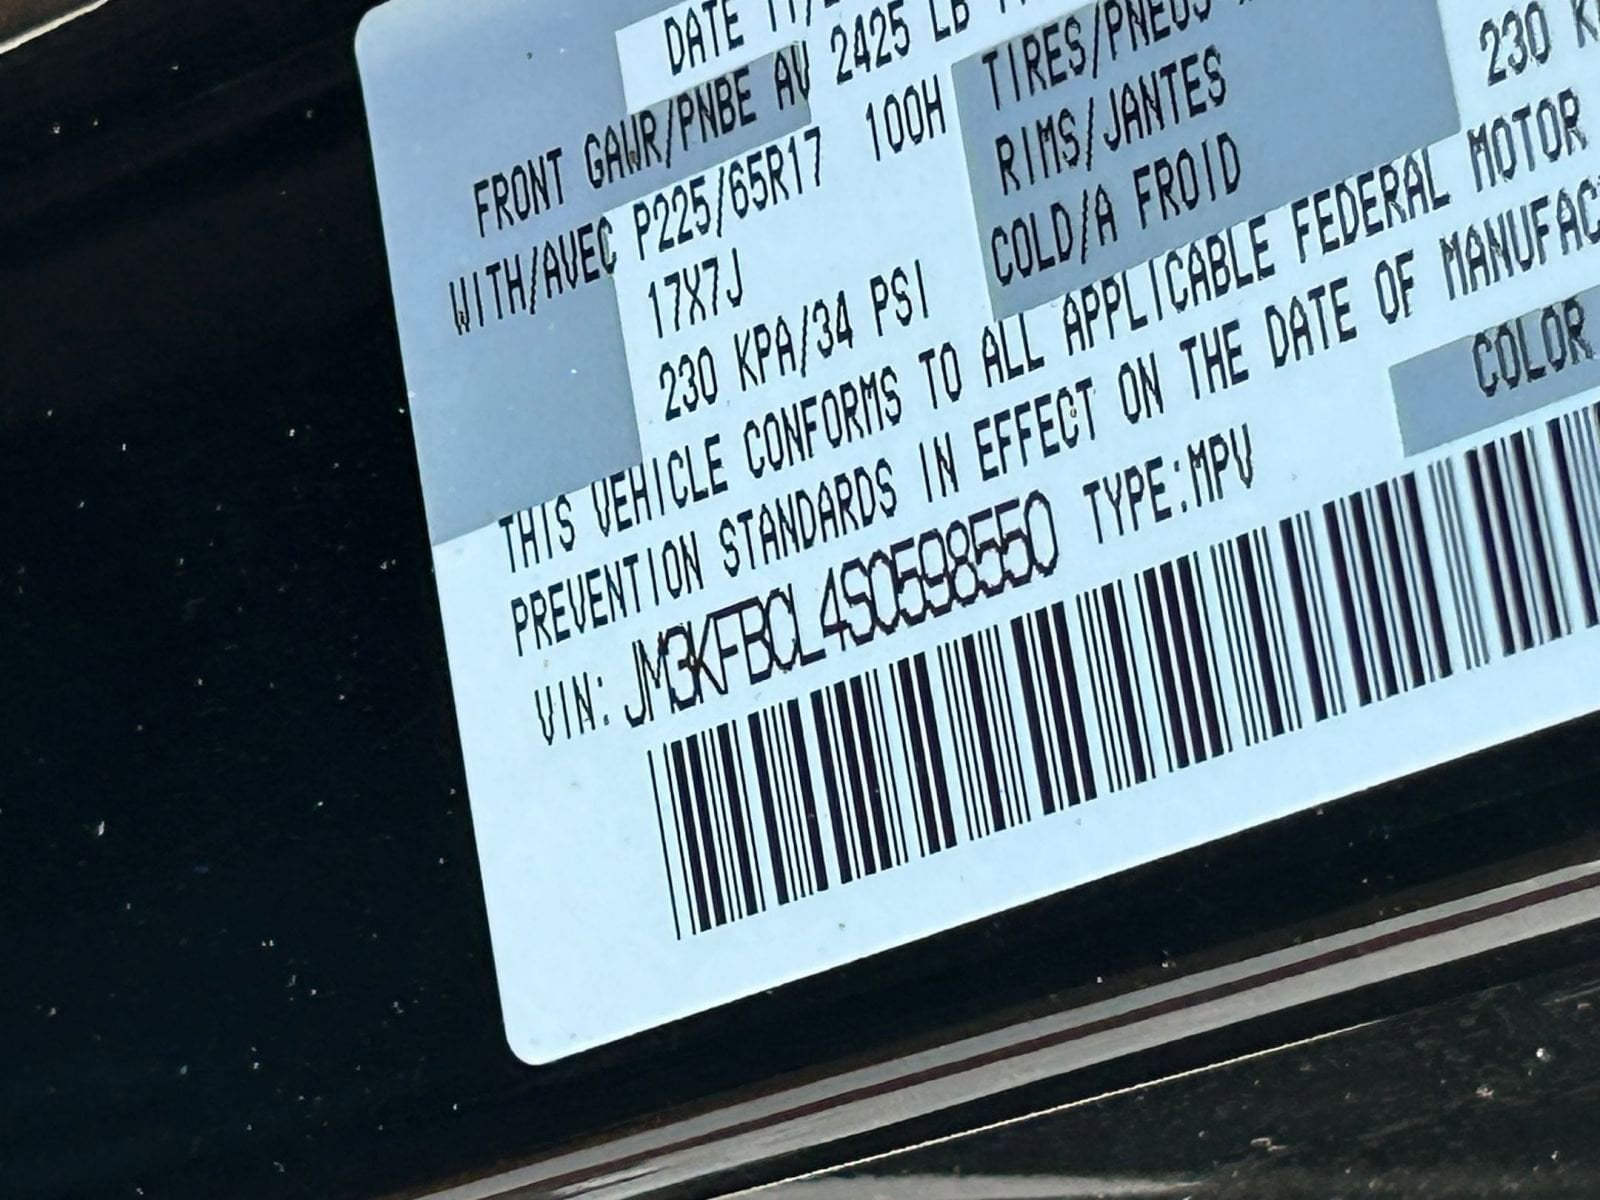 DATE 11/
FRONT GAWR/PNBE AV 2425 LB
WITH/AVEC P225/65R17 100H TIRES/PNEUS 230
17X7J RIMS/JANTES
230 KPA/34 PSI COLD/A FROID
THIS VEHICLE CONFORMS TO ALL APPLICABLE FEDERAL MOTOR
PREVENTION STANDARDS IN EFFECT ON THE DATE OF MANUFAC
VIN: JM3KFBCL4S0598550 TYPE:MPV COLOR